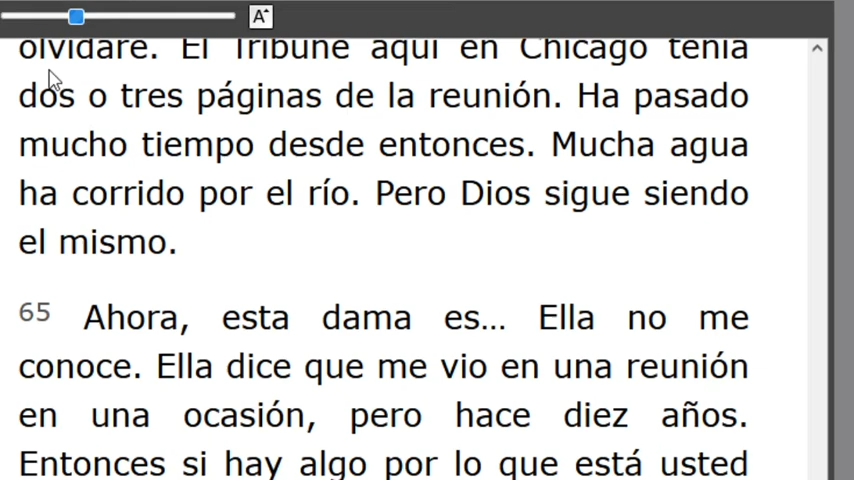 A
olvidaré. El Tribune aquí en Chicago tenía
dos o tres páginas de la reunión. Ha pasado
mucho tiempo desde entonces. Mucha agua
ha corrido por el río. Pero Dios sigue siendo
el mismo.
65 Ahora, esta dama es... Ella no me
conoce. Ella dice que me vio en una reunión
en una ocasión, pero hace diez años.
Entonces si hay algo por lo que está usted